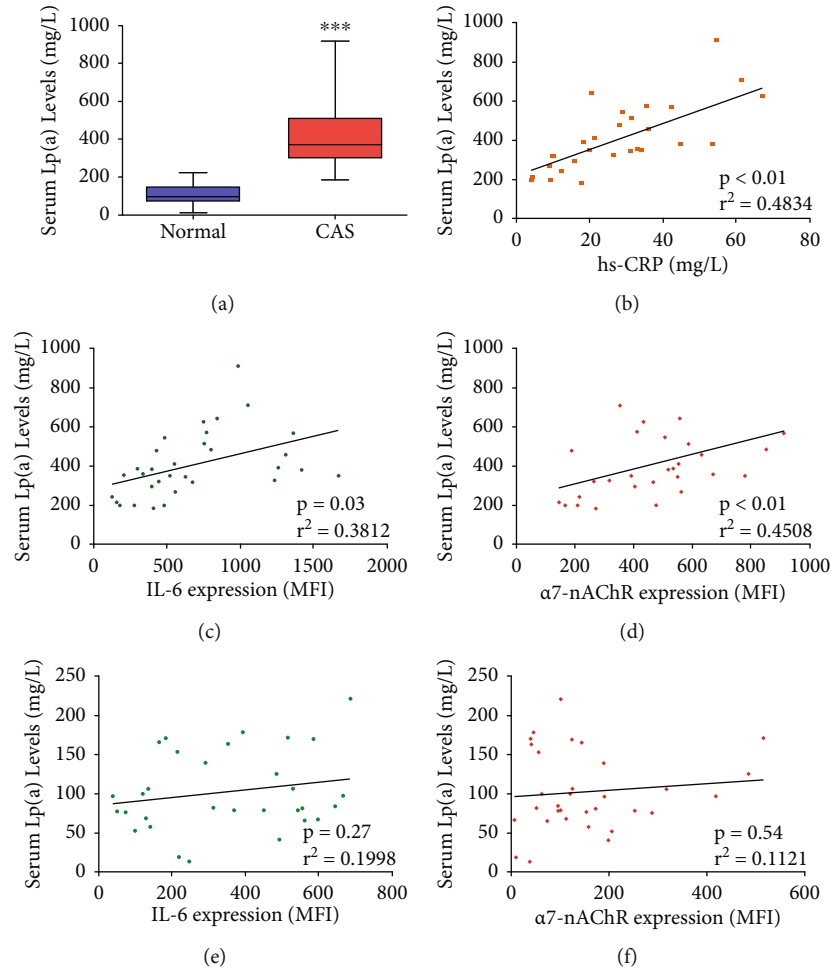 Serum Lp(a) Levels (mg/L)
1000
800
600
400
200
0
***
Normal
CAS
(a)
Serum Lp(a) Levels (mg/L)
1000
800
600
400
200
0
p < 0.01
r² = 0.4834
0 20 40 60 80
hs-CRP (mg/L)
(b)
Serum Lp(a) Levels (mg/L)
1000
800
600
400
200
0
p = 0.03
r² = 0.3812
0 500 1000 1500 2000
IL-6 expression (MFI)
(c)
Serum Lp(a) Levels (mg/L)
1000
800
600
400
200
0
p < 0.01
r² = 0.4508
0 200 400 600 800 1000
α7-nAChR expression (MFI)
(d)
Serum Lp(a) Levels (mg/L)
250
200
150
100
50
0
p = 0.27
r² = 0.1998
0 200 400 600 800
IL-6 expression (MFI)
(e)
Serum Lp(a) Levels (mg/L)
250
200
150
100
50
0
p = 0.54
r² = 0.1121
0 200 400 600
α7-nAChR expression (MFI)
(f)